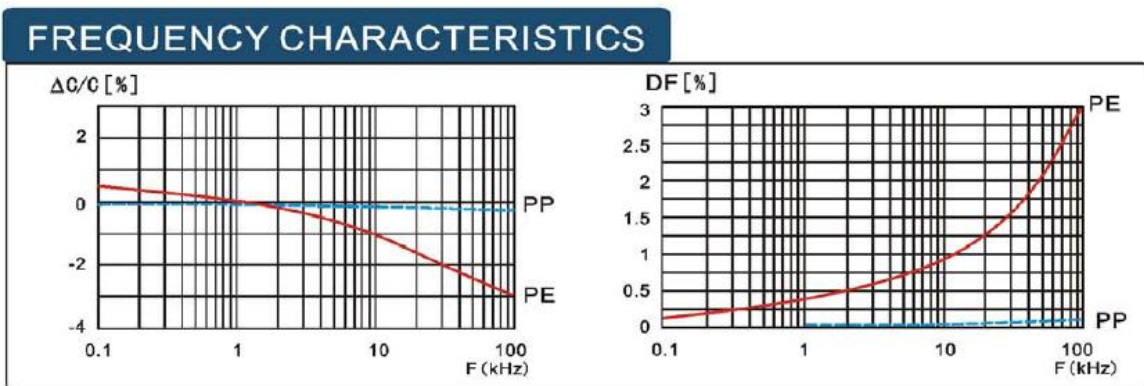 FREQUENCY CHARACTERISTICS
ΔC/C [%]
2
0
-2
-4
0.1 1 10 100
F (kHz)
PP
PE
DF [%]
3
2.5
2
1.5
1
0.5
0
0.1 1 10 100
F (kHz)
PE
PP